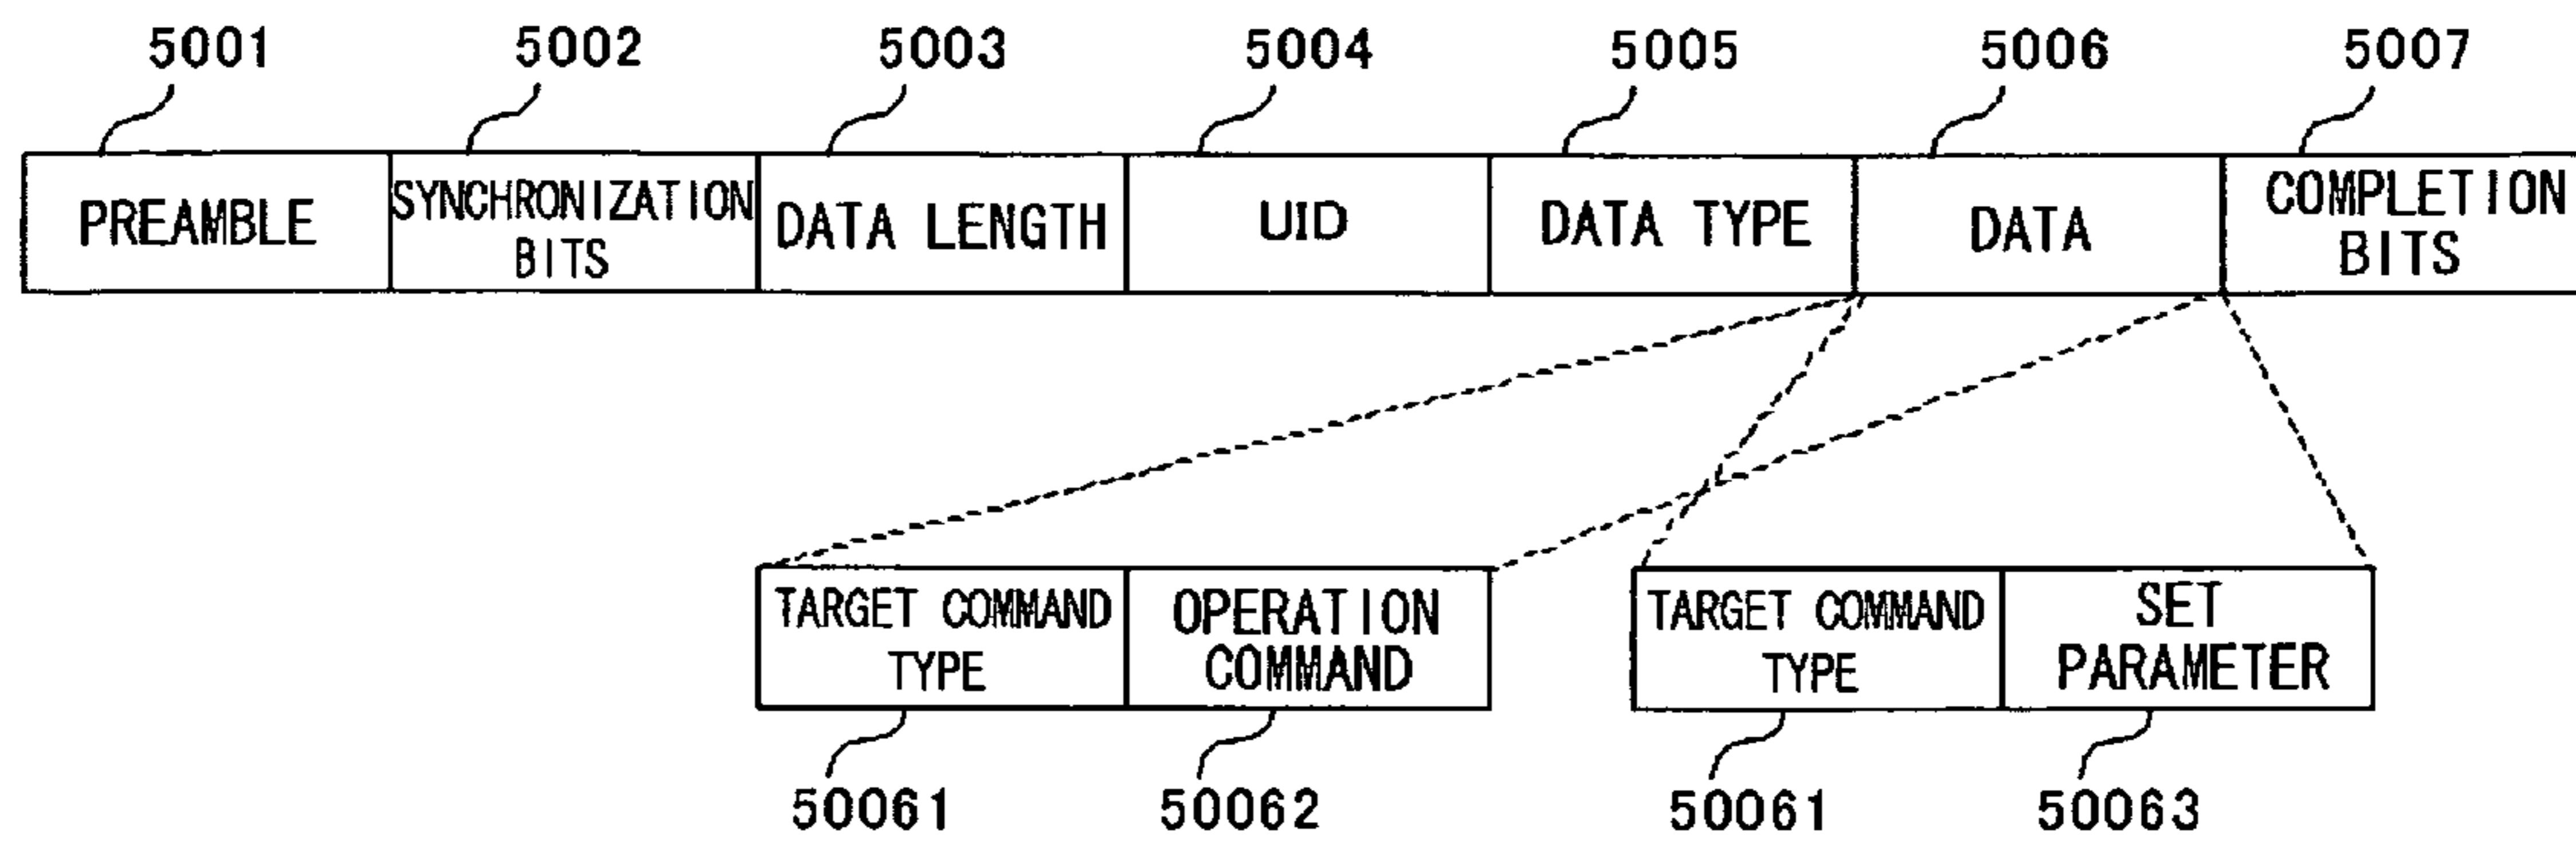 5001 5002 5003 5004 5005 5006 5007
PREAMBLE
SYNCHRONIZATION
BITS
DATA LENGTH
UID
DATA TYPE
DATA
COMPLETION
BITS
TARGET COMMAND
TYPE
OPERATION
COMMAND
TARGET COMMAND
TYPE
SET
PARAMETER
50061 50062 50061 50063